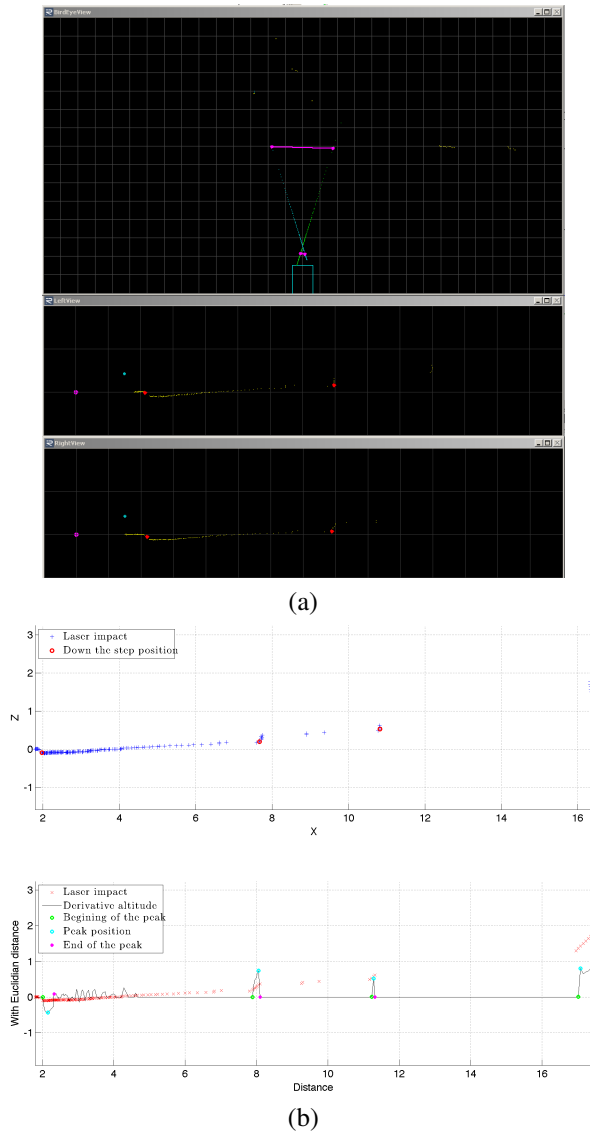 BirdEyeView
LeftView
RightView
(a)
Laser impact
Down the step position
3
2
1
0
-1
Z
2
4
6
8
10
12
14
16
X
Laser impact
Derivative altitude
Begining of the peak
Peak position
End of the peak
3
2
1
0
-1
With Euclidian distance
2
4
6
8
10
12
14
16
Distance
(b)